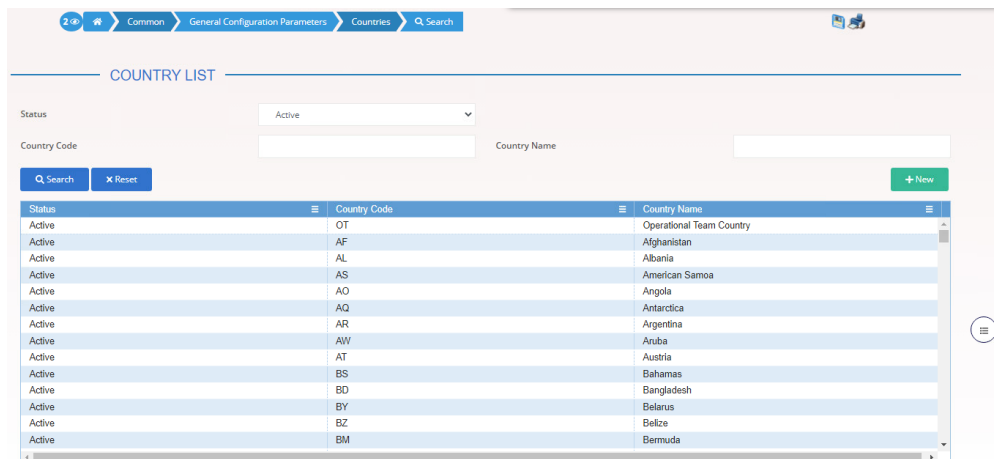 2 Common General Configuration Parameters Countries Search
COUNTRY LIST
Status Active
Country Code Country Name
Search Reset New
Status Country Code Country Name
Active OT Operational Team Country
Active AF Afghanistan
Active AL Albania
Active AS American Samoa
Active AO Angola
Active AQ Antarctica
Active AR Argentina
Active AW Aruba
Active AT Austria
Active BS Bahamas
Active BD Bangladesh
Active BY Belarus
Active BZ Belize
Active BM Bermuda